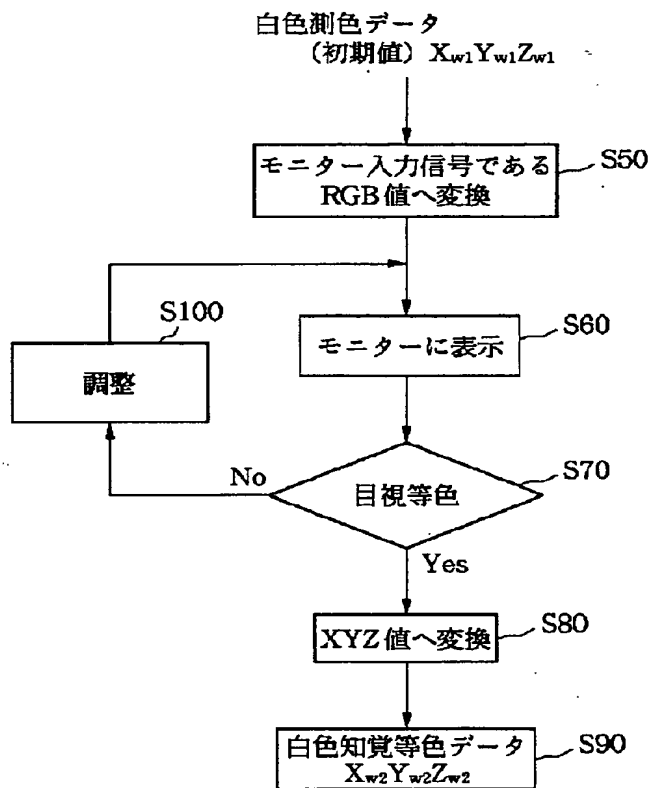 白色測色データ
(初期値) Xw1Yw1Zw1
モニター入力信号である
RGB値へ変換
S50
S100
調整
モニターに表示
S60
No
目視等色
S70
Yes
XYZ値へ変換
S80
白色知覚等色データ
Xw2Yw2Zw2
S90